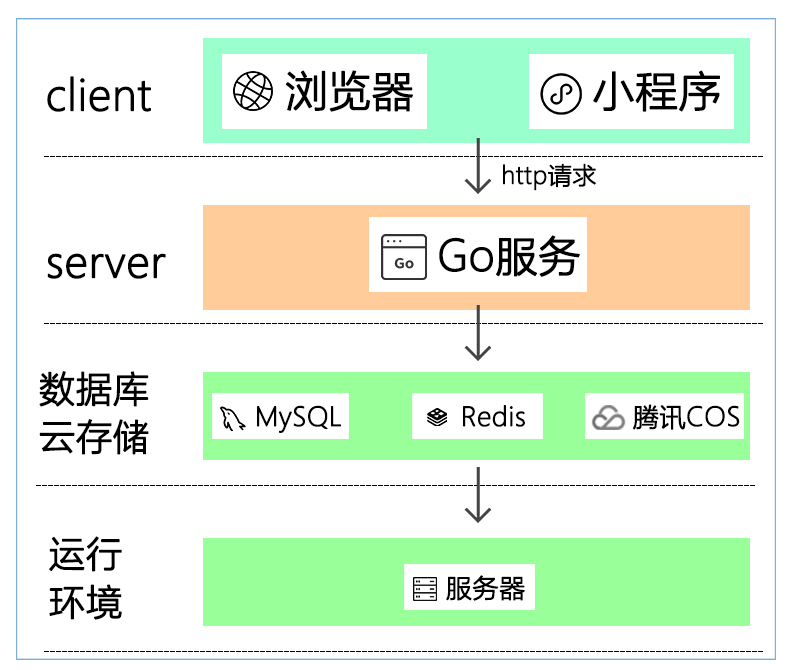 client
浏览器
小程序
http请求
server
Go
Go服务
数据库
云存储
MySQL
Redis
腾讯COS
运行
环境
服务器